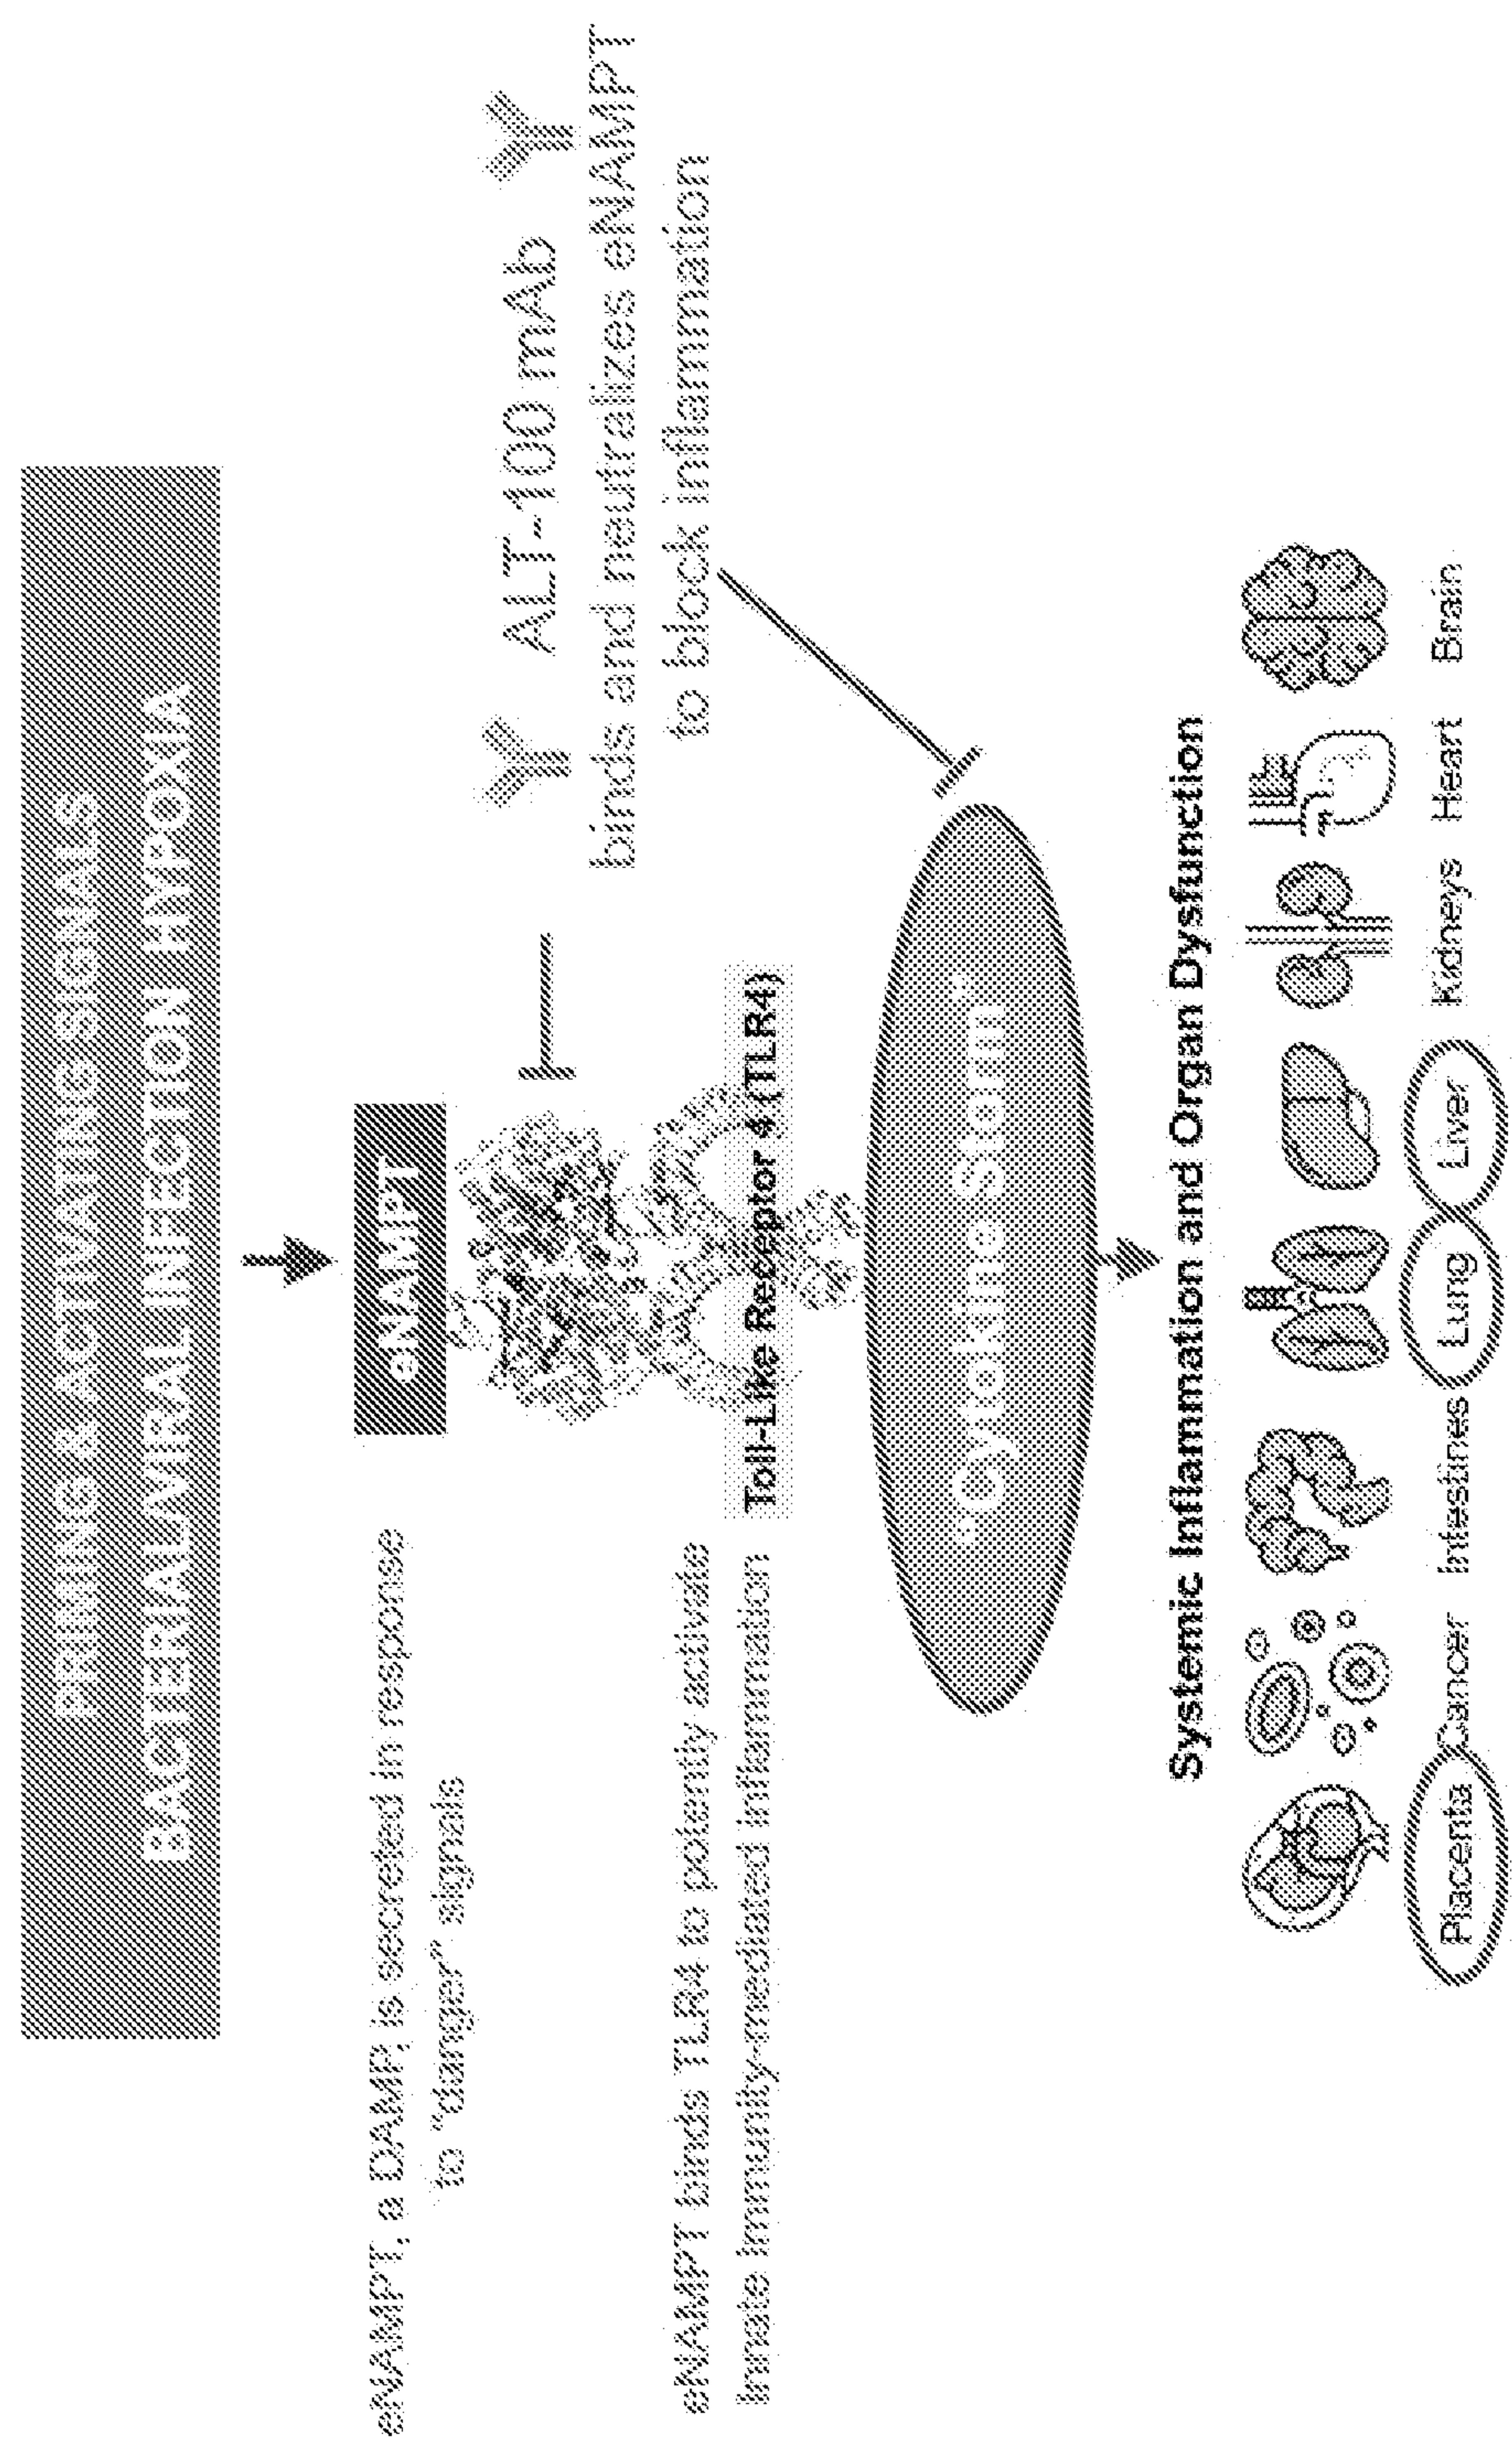 PRIMING & ACTIVATING SIGNALS
BACTERIAL/VIRAL INFECTION HYPOXIA
eNAMPT, a DAMP, is secreted in response
to "danger" signals
eNAMPT
ALT-100 mAb
binds and neutralizes eNAMPT
to block inflammation
eNAMPT binds TLR4 to potently activate
innate immunity-mediated inflammation
Toll-Like Receptor 4 (TLR4)
"Cytokine Storm"
Systemic Inflammation and Organ Dysfunction
Placenta Cancer Intestines Lung Liver Kidneys Heart Brain